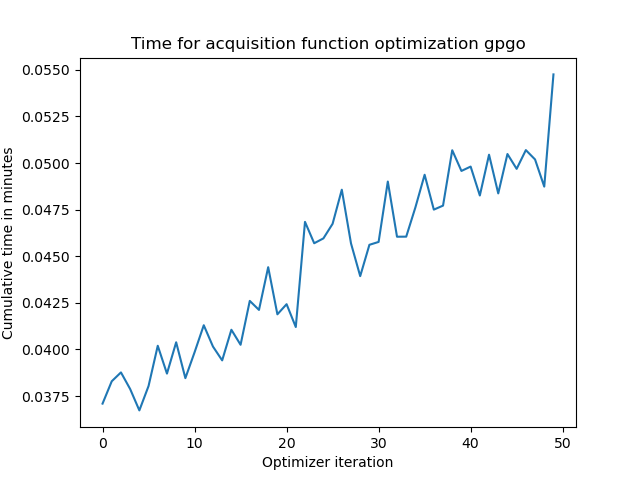 Time for acquisition function optimization gpgo
Cumulative time in minutes
0.0550
0.0525
0.0500
0.0475
0.0450
0.0425
0.0400
0.0375
0 10 20 30 40 50
Optimizer iteration